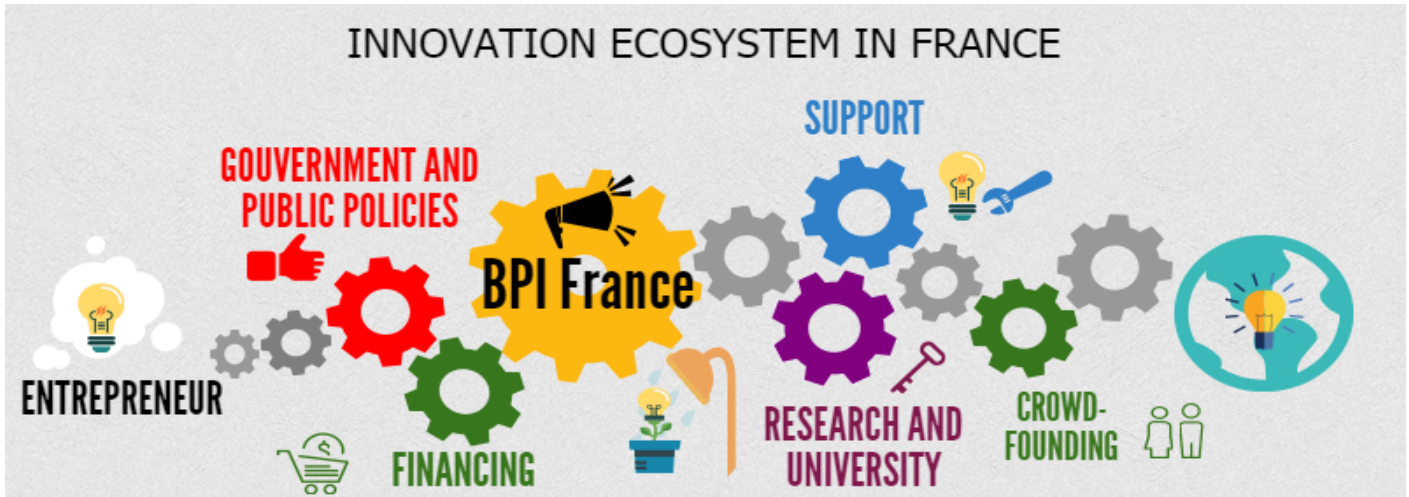 INNOVATION ECOSYSTEM IN FRANCE
SUPPORT
GOUVERNMENT AND
PUBLIC POLICIES
BPI France
ENTREPRENEUR
FINANCING
RESEARCH AND
UNIVERSITY
CROWD-
FOUNDING
$